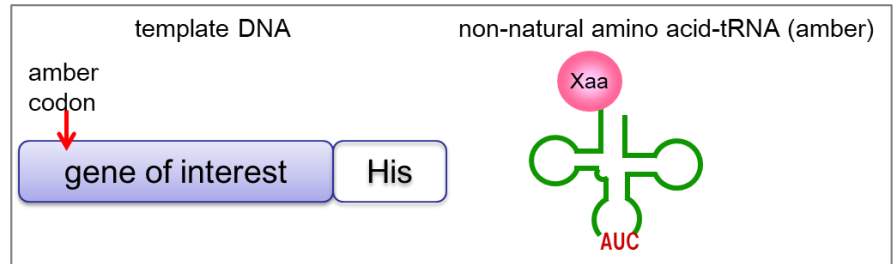 template DNA
non-natural amino acid-tRNA (amber)
amber
codon
Xaa
gene of interest
His
AUC